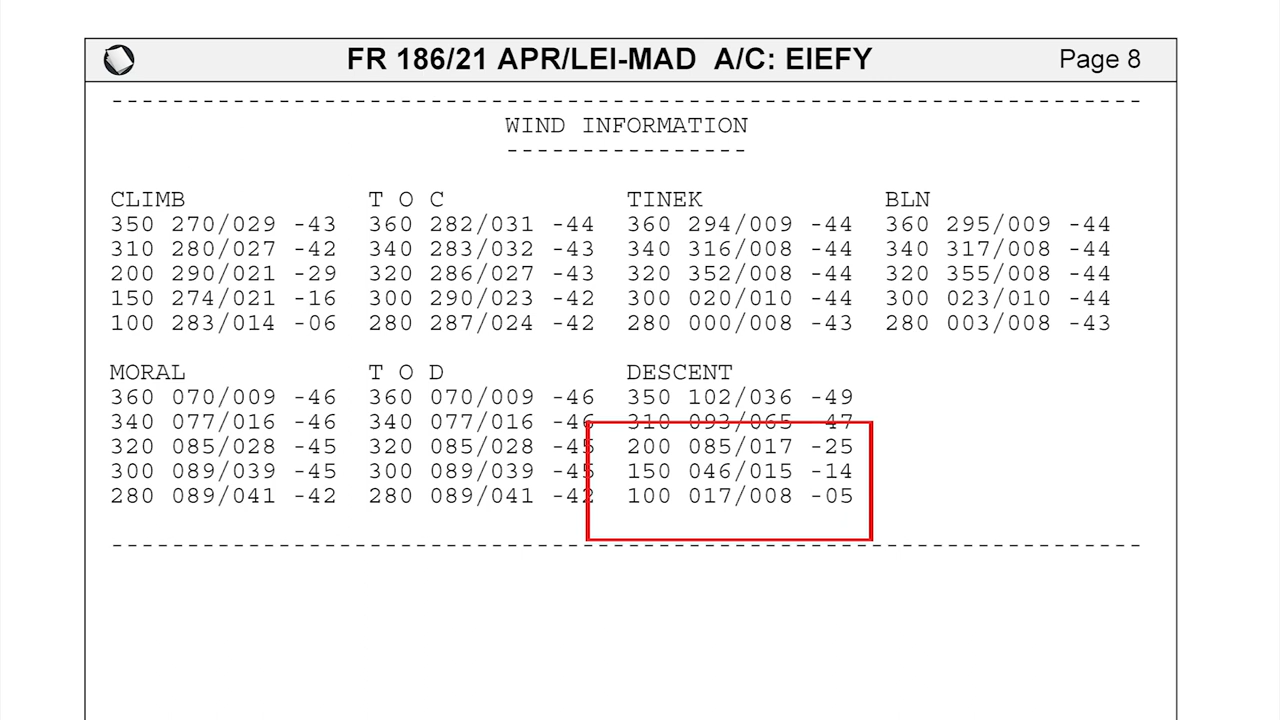 FR 186/21 APR/LEI-MAD A/C: EIEFY Page 8
WIND INFORMATION
CLIMB T O C TINEK BLN
350 270/029 -43 360 282/031 -44 360 294/009 -44 360 295/009 -44
310 280/027 -42 340 283/032 -43 340 316/008 -44 340 317/008 -44
200 290/021 -29 320 286/027 -43 320 352/008 -44 320 355/008 -44
150 274/021 -16 300 290/023 -42 300 020/010 -44 300 023/010 -44
100 283/014 -06 280 287/024 -42 280 000/008 -43 280 003/008 -43
MORAL T O D DESCENT
360 070/009 -46 360 070/009 -46 350 102/036 -49
340 077/016 -46 340 077/016 -46 310 093/065 -47
320 085/028 -45 320 085/028 -45 200 085/017 -25
300 089/039 -45 300 089/039 -45 150 046/015 -14
280 089/041 -42 280 089/041 -42 100 017/008 -05